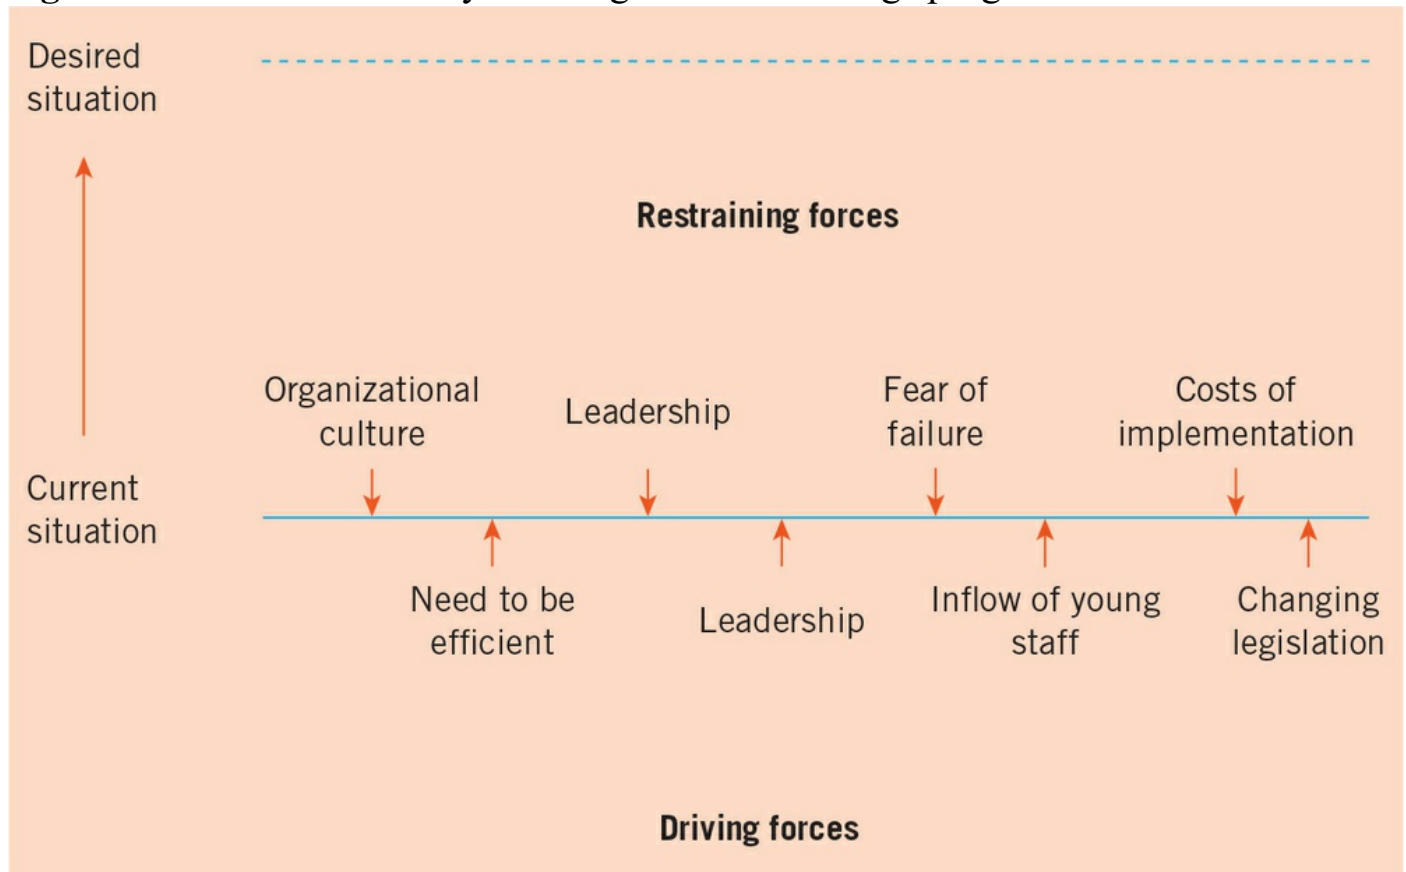 Desired
situation
Restraining forces
Organizational
culture
Leadership
Fear of
failure
Costs of
implementation
Current
situation
Need to be
efficient
Leadership
Inflow of young
staff
Changing
legislation
Driving forces